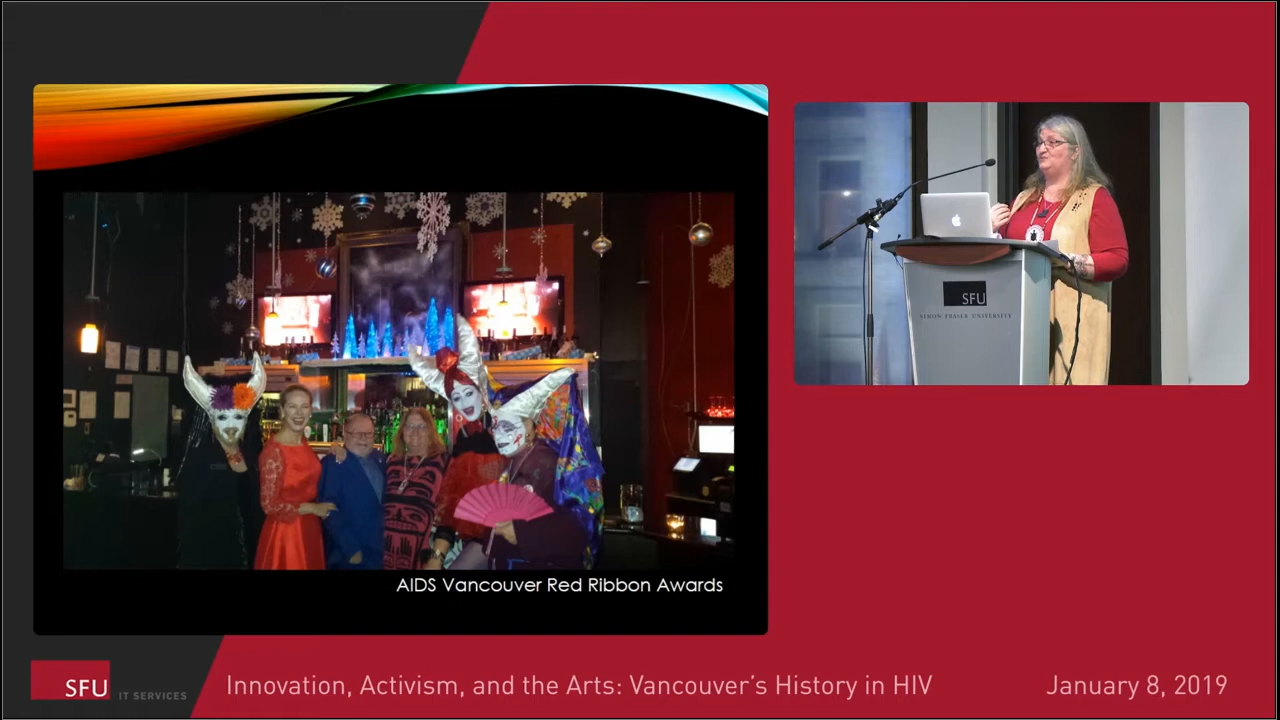 AIDS Vancouver Red Ribbon Awards
SFU
SIMON FRASER UNIVERSITY
SFU IT SERVICES
Innovation, Activism, and the Arts: Vancouver's History in HIV
January 8, 2019